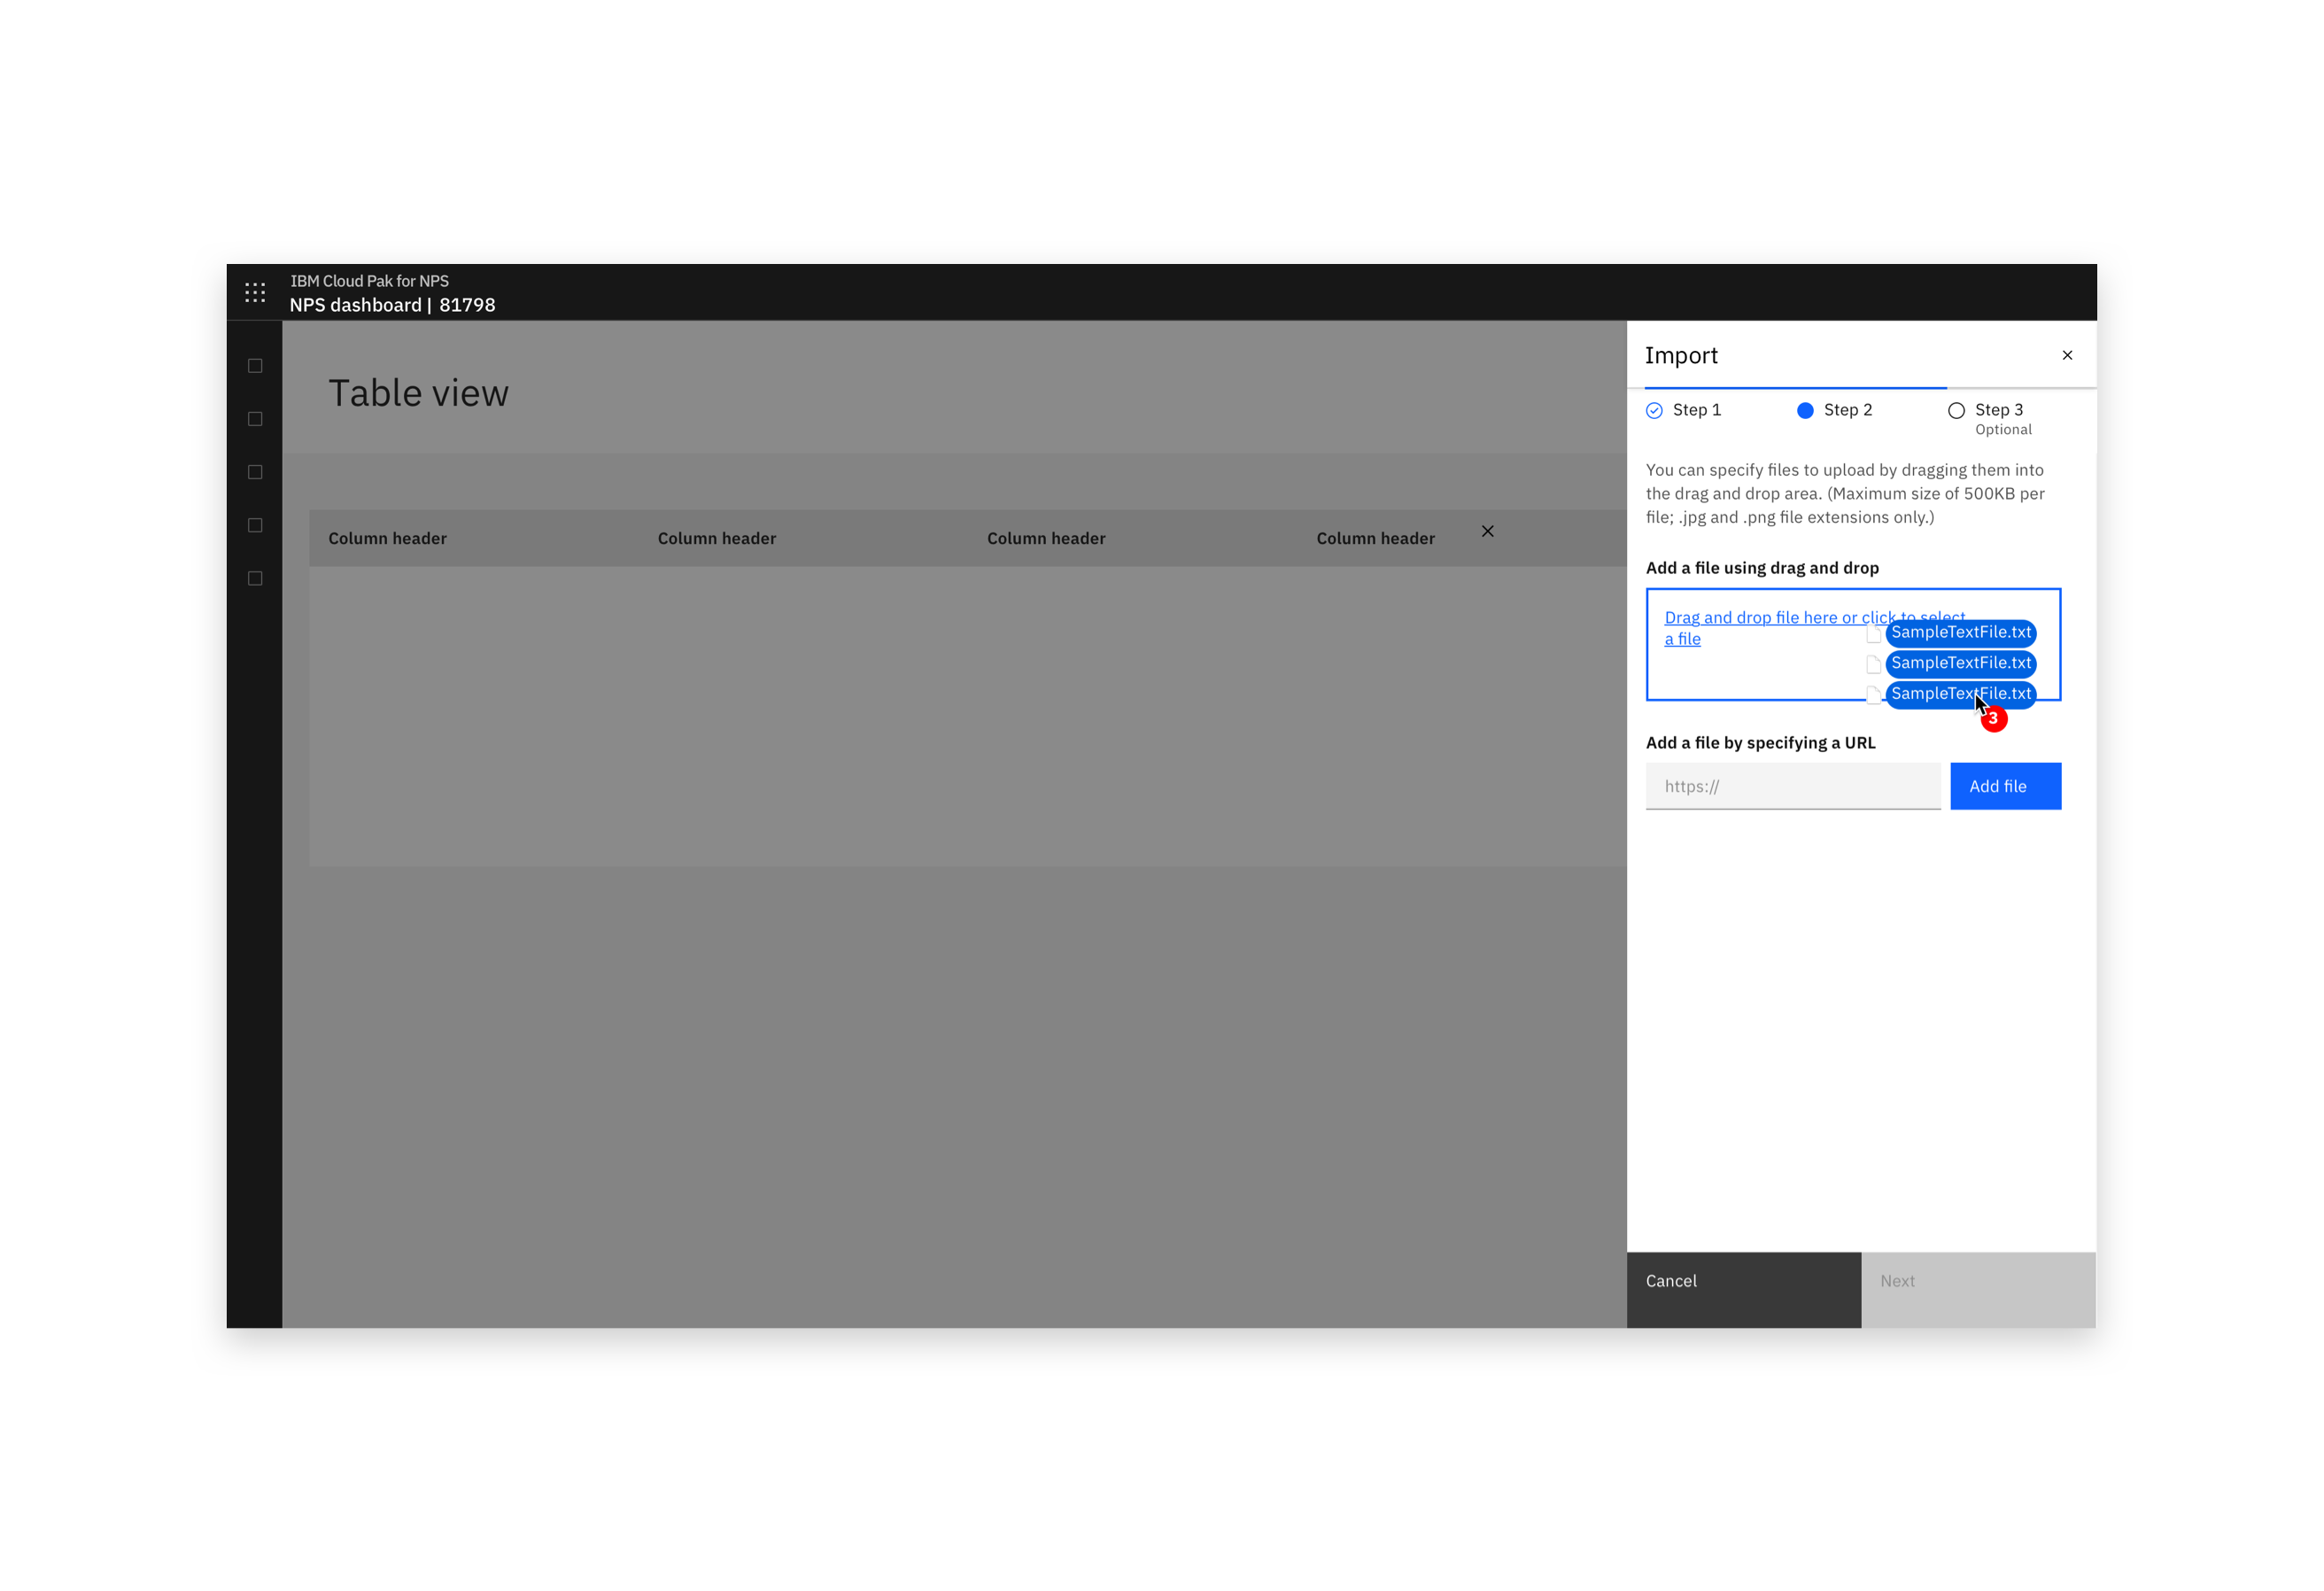 IBM Cloud Pak for NPS
NPS dashboard | 81798
Table view
Column header
Column header
Column header
Column header
Import
Step 1
Step 2
Step 3
Optional
You can specify files to upload by dragging them into
the drag and drop area. (Maximum size of 500KB per
file; .jpg and .png file extensions only.)
Add a file using drag and drop
Drag and drop file here or click to select
a file
SampleTextFile.txt
SampleTextFile.txt
SampleTextFile.txt
3
Add a file by specifying a URL
https://
Add file
Cancel
Next